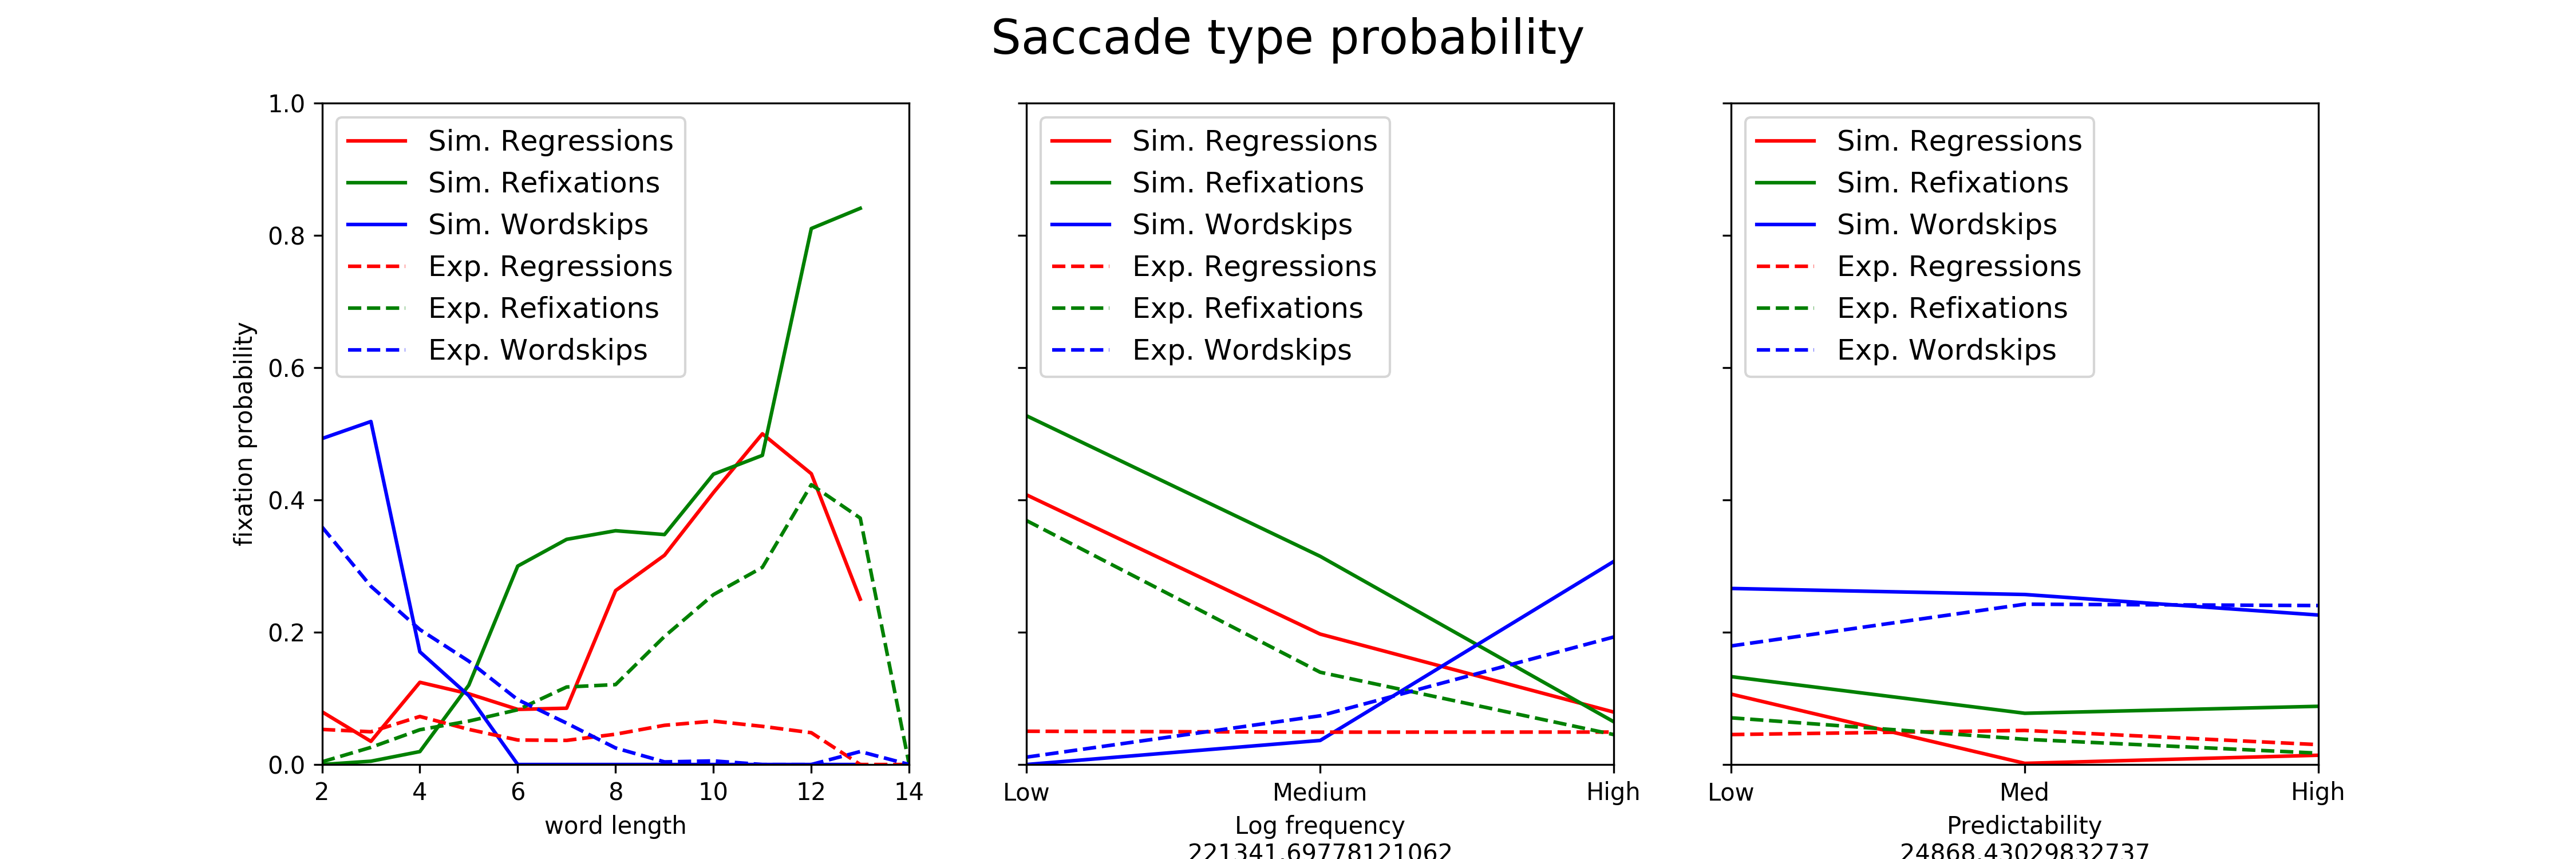 Saccade type probability
fixation probability
1.0
0.8
0.6
0.4
0.2
0.0
Sim. Regressions
Sim. Refixations
Sim. Wordskips
Exp. Regressions
Exp. Refixations
Exp. Wordskips
2 4 6 8 10 12 14
word length
Sim. Regressions
Sim. Refixations
Sim. Wordskips
Exp. Regressions
Exp. Refixations
Exp. Wordskips
Low Medium High
Log frequency
221341.69778121062
Sim. Regressions
Sim. Refixations
Sim. Wordskips
Exp. Regressions
Exp. Refixations
Exp. Wordskips
Low Med High
Predictability
24868.43029832737